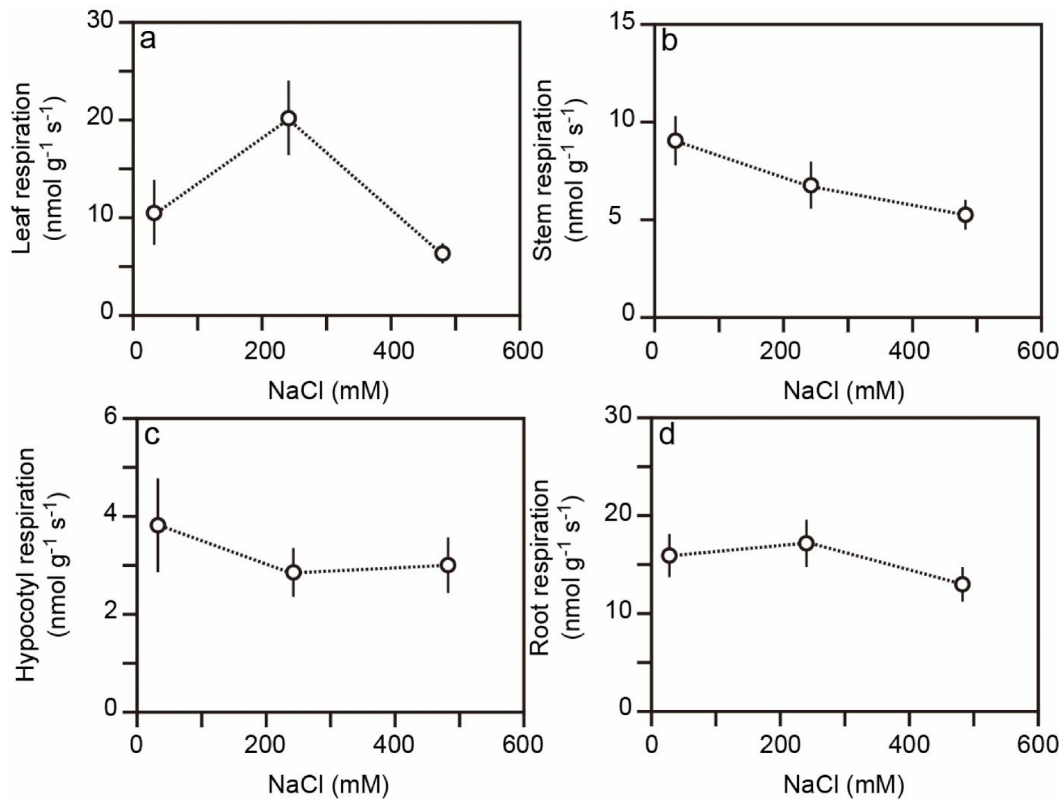 a
Leaf respiration
(nmol g⁻¹ s⁻¹)
30
20
10
0
0 200 400 600
NaCl (mM)
b
Stem respiration
(nmol g⁻¹ s⁻¹)
15
10
5
0
0 200 400 600
NaCl (mM)
c
Hypocotyl respiration
(nmol g⁻¹ s⁻¹)
6
4
2
0
0 200 400 600
NaCl (mM)
d
Root respiration
(nmol g⁻¹ s⁻¹)
30
20
10
0
0 200 400 600
NaCl (mM)